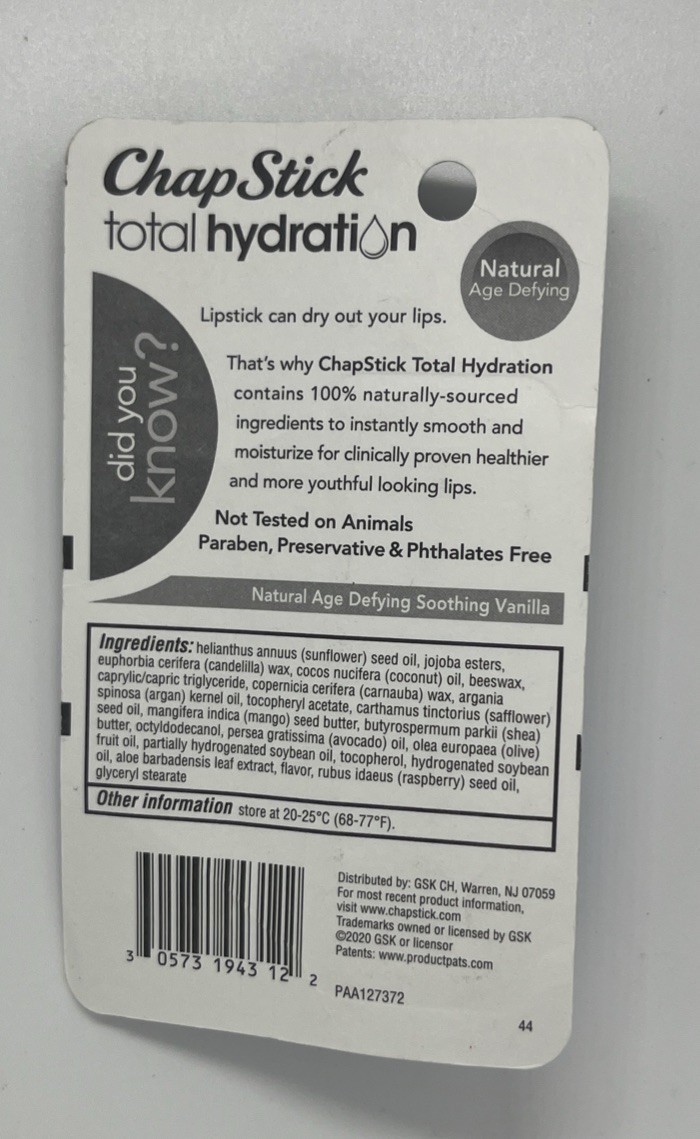 ChapStick
total hydration
Natural
Age Defying
did you
know?
Lipstick can dry out your lips.
That's why ChapStick Total Hydration
contains 100% naturally-sourced
ingredients to instantly smooth and
moisturize for clinically proven healthier
and more youthful looking lips.
Not Tested on Animals
Paraben, Preservative & Phthalates Free
Natural Age Defying Soothing Vanilla
Ingredients: helianthus annuus (sunflower) seed oil, jojoba esters,
euphorbia cerifera (candelilla) wax, cocos nucifera (coconut) oil, beeswax,
caprylic/capric triglyceride, copernicia cerifera (carnauba) wax, argania
spinosa (argan) kernel oil, tocopheryl acetate, carthamus tinctorius (safflower)
seed oil, mangifera indica (mango) seed butter, butyrospermum parkii (shea)
butter, octyldodecanol, persea gratissima (avocado) oil, olea europaea (olive)
fruit oil, partially hydrogenated soybean oil, tocopherol, hydrogenated soybean
oil, aloe barbadensis leaf extract, flavor, rubus idaeus (raspberry) seed oil,
glyceryl stearate
Other information store at 20-25°C (68-77°F).
Distributed by: GSK CH, Warren, NJ 07059
For most recent product information,
visit www.chapstick.com
Trademarks owned or licensed by GSK
©2020 GSK or licensor
Patents: www.productpats.com
3 0573 1943 12 2
PAA127372
44